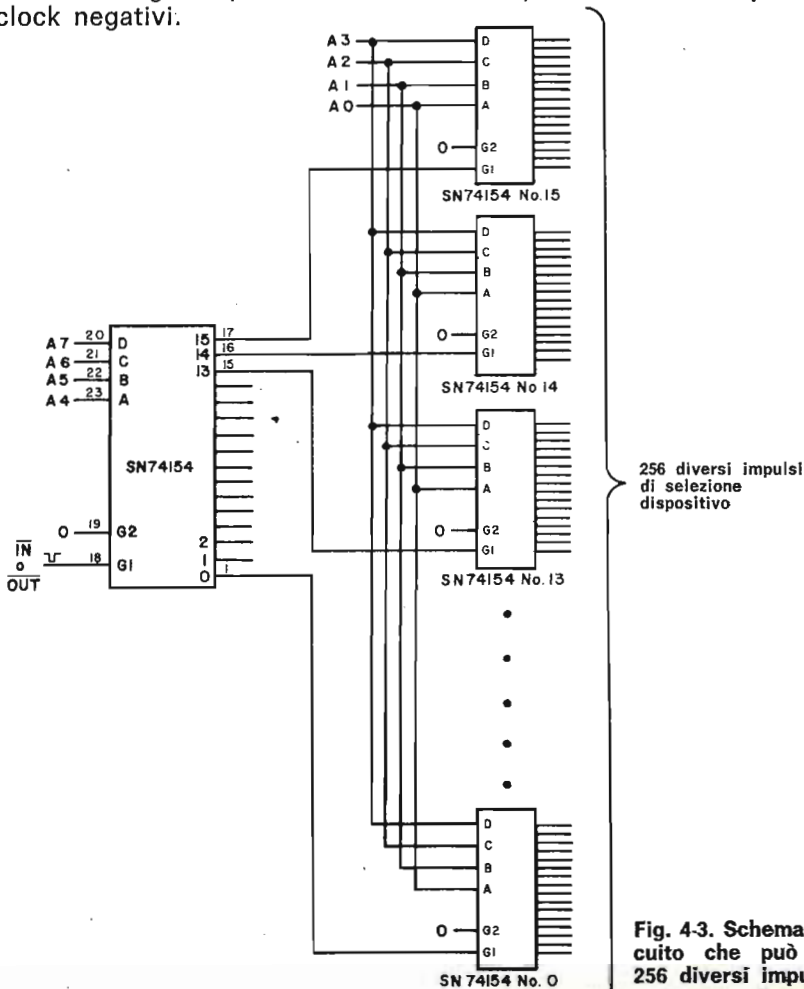 clock negativi.
A3
A2
A1
A0
D
C
B
A
0 G2
G1
SN74154 No.15
D
C
B
A
0 G2
G1
SN74154 No 14
A7 20 D
A6 21 C
A5 22 B
A4 23 A
15 17
14 16
13 15
SN74154
0 19 G2
IN
o
OUT
18 G1
2
1
0 1
D
C
B
A
0 G2
G1
SN74154 No.13
256 diversi impulsi
di selezione
dispositivo
D
C
B
A
0 G2
G1
SN 74154 No. 0
Fig. 4-3. Schema
cuito che può
256 diversi impu